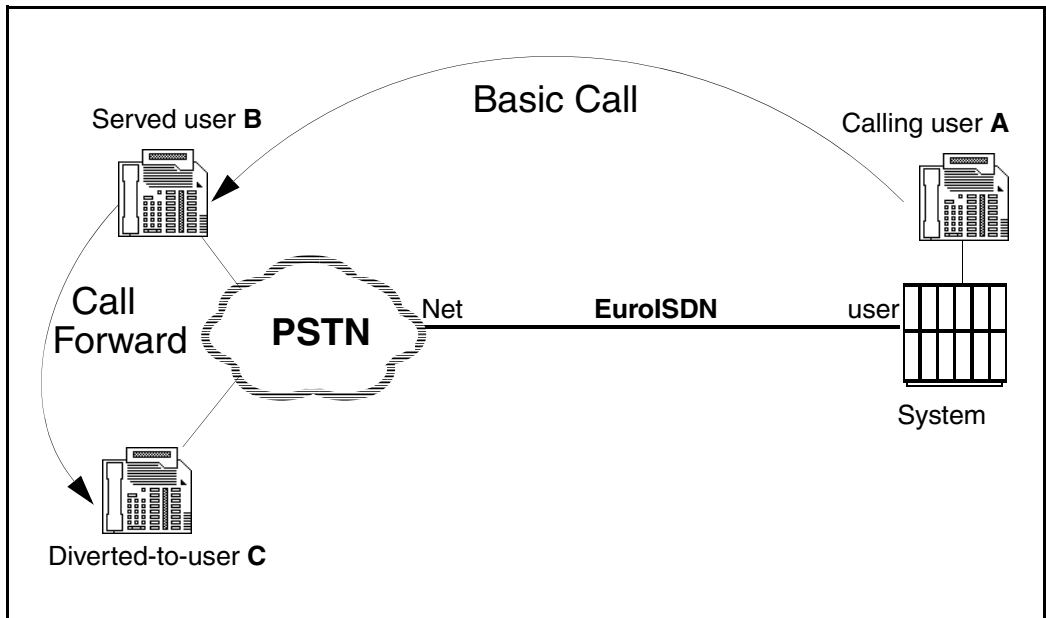 Basic Call
Served user B
Calling user A
Call
Forward
PSTN
Net
EuroISDN
user
System
Diverted-to-user C